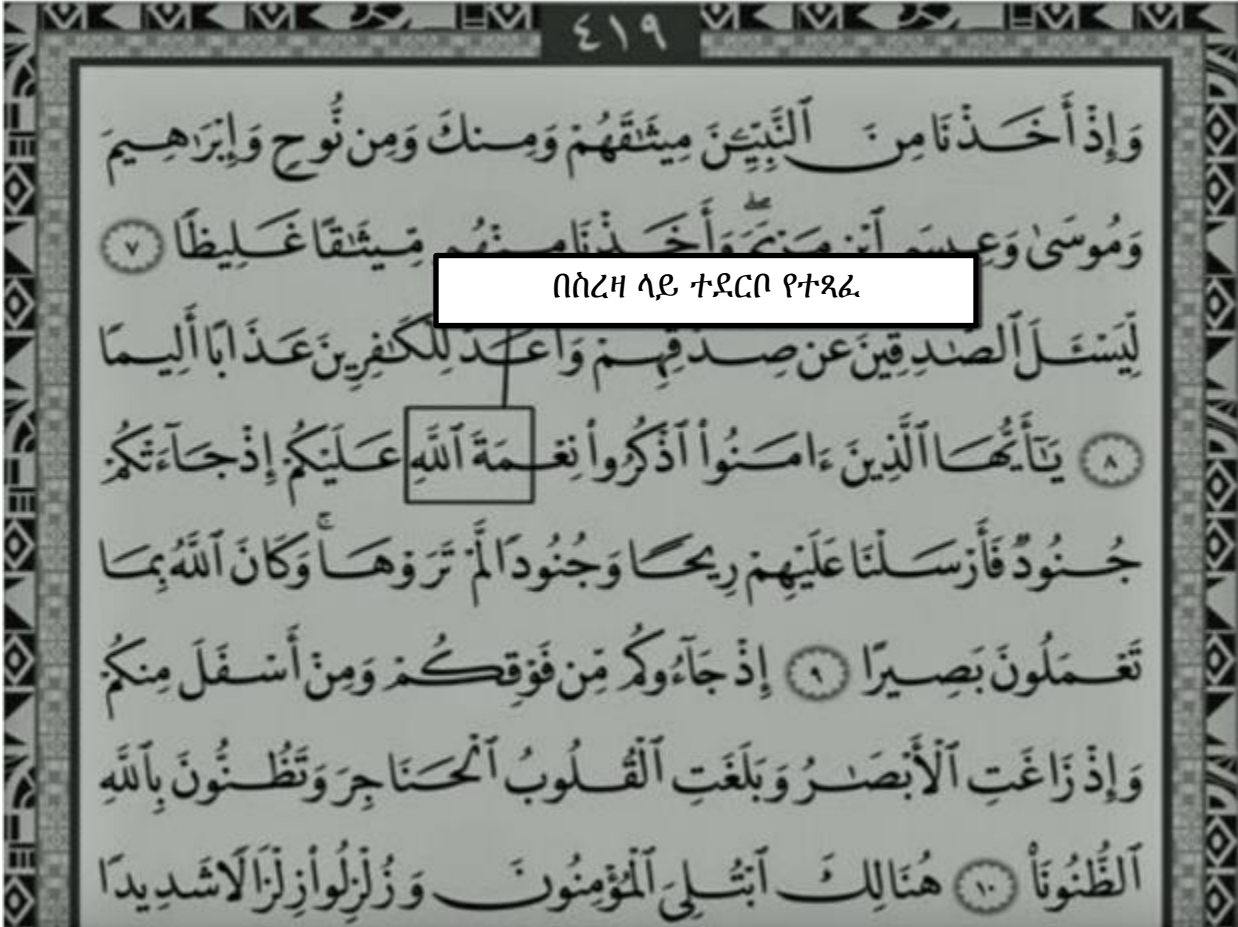 ٤١٩
وَإِذْ أَخَذْنَا مِنَ ٱلنَّبِيِّـۧنَ مِيثَٰقَهُمْ وَمِنكَ وَمِن نُّوحٍ وَإِبْرَٰهِيمَ
وَمُوسَىٰ وَعِيسَى ٱبْنِ مَرْيَمَۖ وَأَخَذْنَا مِنْهُم مِّيثَٰقًا غَلِيظًا ٧
በስረዛ ላይ ተደርቦ የተጻፈ
لِّيَسْـَٔلَ ٱلصَّٰدِقِينَ عَن صِدْقِهِمْ وَأَعَدَّ لِلْكَٰفِرِينَ عَذَابًا أَلِيمًا
٨ يَٰٓأَيُّهَا ٱلَّذِينَ ءَامَنُوا۟ ٱذْكُرُوا۟ نِعْمَةَ ٱللَّهِ عَلَيْكُمْ إِذْ جَآءَتْكُمْ
جُنُودٌ فَأَرْسَلْنَا عَلَيْهِمْ رِيحًا وَجُنُودًا لَّمْ تَرَوْهَاۚ وَكَانَ ٱللَّهُ بِمَا
تَعْمَلُونَ بَصِيرًا ٩ إِذْ جَآءُوكُم مِّن فَوْقِكُمْ وَمِنْ أَسْفَلَ مِنكُمْ
وَإِذْ زَاغَتِ ٱلْأَبْصَٰرُ وَبَلَغَتِ ٱلْقُلُوبُ ٱلْحَنَاجِرَ وَتَظُنُّونَ بِٱللَّهِ
ٱلظُّنُونَا۠ ١٠ هُنَالِكَ ٱبْتُلِىَ ٱلْمُؤْمِنُونَ وَزُلْزِلُوا۟ زِلْزَالًا شَدِيدًا